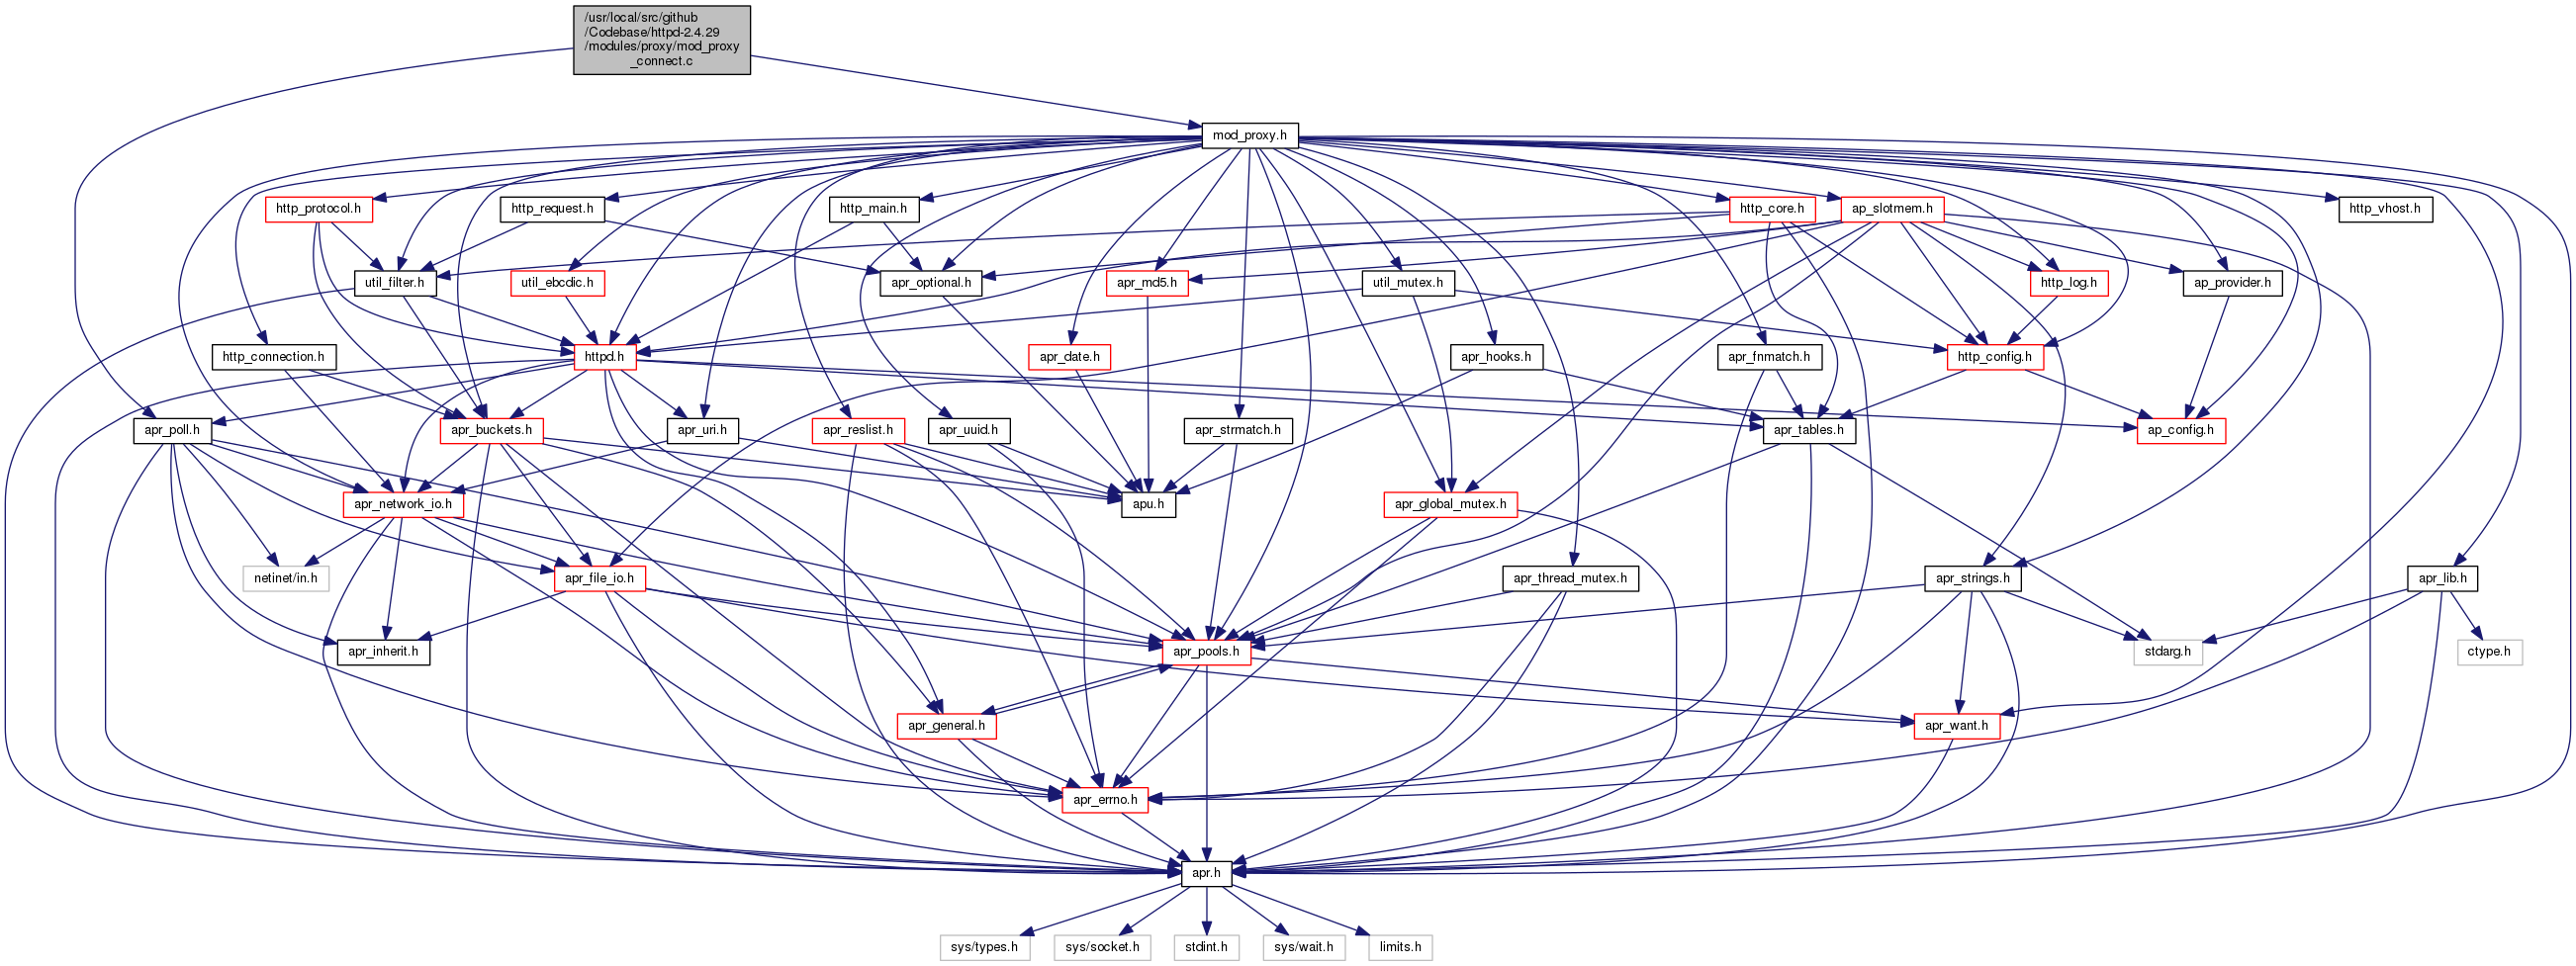 /usr/local/src/github
/Codebase/httpd-2.4.29
/modules/proxy/mod_proxy
_connect.c
mod_proxy.h
http_protocol.h
http_request.h
http_main.h
http_core.h
ap_slotmem.h
http_vhost.h
util_filter.h
util_ebcdic.h
apr_optional.h
apr_md5.h
util_mutex.h
http_log.h
ap_provider.h
http_connection.h
httpd.h
apr_date.h
apr_hooks.h
apr_fnmatch.h
http_config.h
apr_poll.h
apr_buckets.h
apr_uri.h
apr_reslist.h
apr_uuid.h
apr_strmatch.h
apr_tables.h
ap_config.h
apr_network_io.h
apu.h
apr_global_mutex.h
netinet/in.h
apr_file_io.h
apr_thread_mutex.h
apr_strings.h
apr_lib.h
apr_inherit.h
apr_pools.h
stdarg.h
ctype.h
apr_general.h
apr_want.h
apr_errno.h
apr.h
sys/types.h
sys/socket.h
stdint.h
sys/wait.h
limits.h